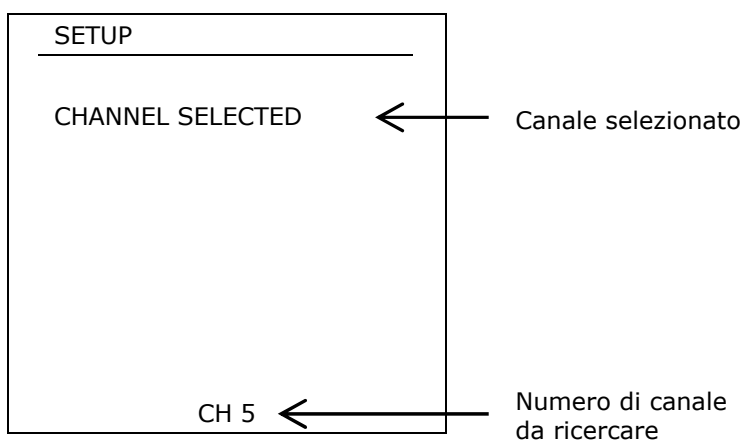 SETUP
CHANNEL SELECTED
Canale selezionato
CH 5
Numero di canale
da ricercare